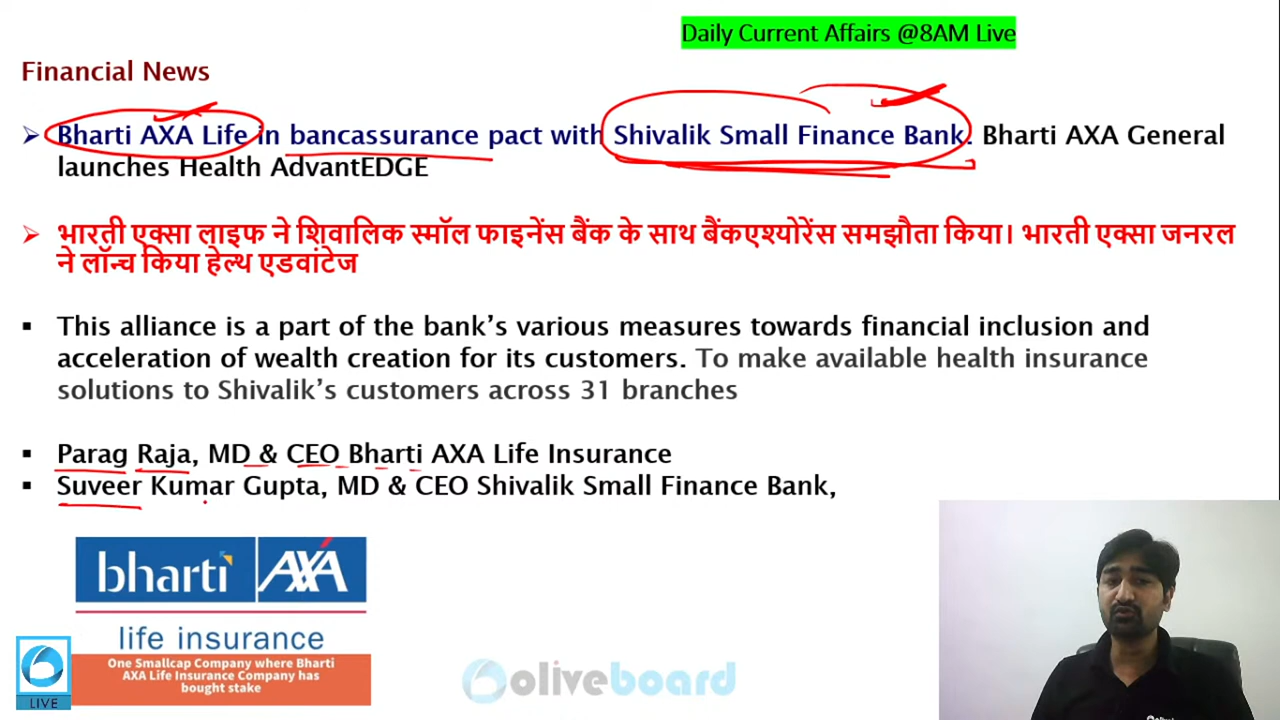 Daily Current Affairs @8AM Live
Financial News
Bharti AXA Life in bancassurance pact with Shivalik Small Finance Bank. Bharti AXA General
launches Health AdvantEDGE
भारती एक्सा लाइफ ने शिवालिक स्मॉल फाइनेंस बैंक के साथ बैंकएश्योरेंस समझौता किया। भारती एक्सा जनरल
ने लॉन्च किया हेल्थ एडवांटेज
This alliance is a part of the bank’s various measures towards financial inclusion and
acceleration of wealth creation for its customers. To make available health insurance
solutions to Shivalik’s customers across 31 branches
Parag Raja, MD & CEO Bharti AXA Life Insurance
Suveer Kumar Gupta, MD & CEO Shivalik Small Finance Bank,
bharti AXA
life insurance
One Smallcap Company where Bharti
AXA Life Insurance Company has
bought stake
LIVE
oliveboard